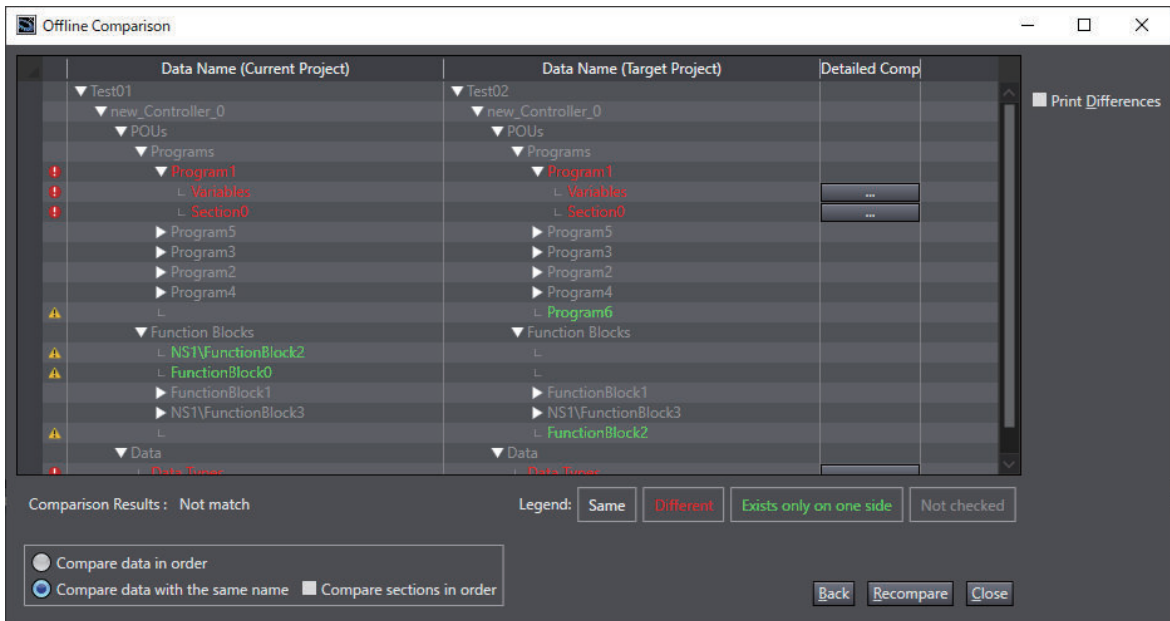 Offline Comparison
Data Name (Current Project) Data Name (Target Project) Detailed Comp
Test01 Test02
new_Controller_0 new_Controller_0
Print Differences
POUs POUs
Programs Programs
Program1 Program1
Variables Variables ...
Section0 Section0 ...
Program5 Program5
Program3 Program3
Program2 Program2
Program4 Program4
Program6
Function Blocks Function Blocks
NS1\FunctionBlock2
FunctionBlock0
FunctionBlock1 FunctionBlock1
NS1\FunctionBlock3 NS1\FunctionBlock3
FunctionBlock2
Data Data
Data Types Data Types
Comparison Results : Not match Legend: Same Different Exists only on one side Not checked
Compare data in order
Compare data with the same name Compare sections in order
Back Recompare Close